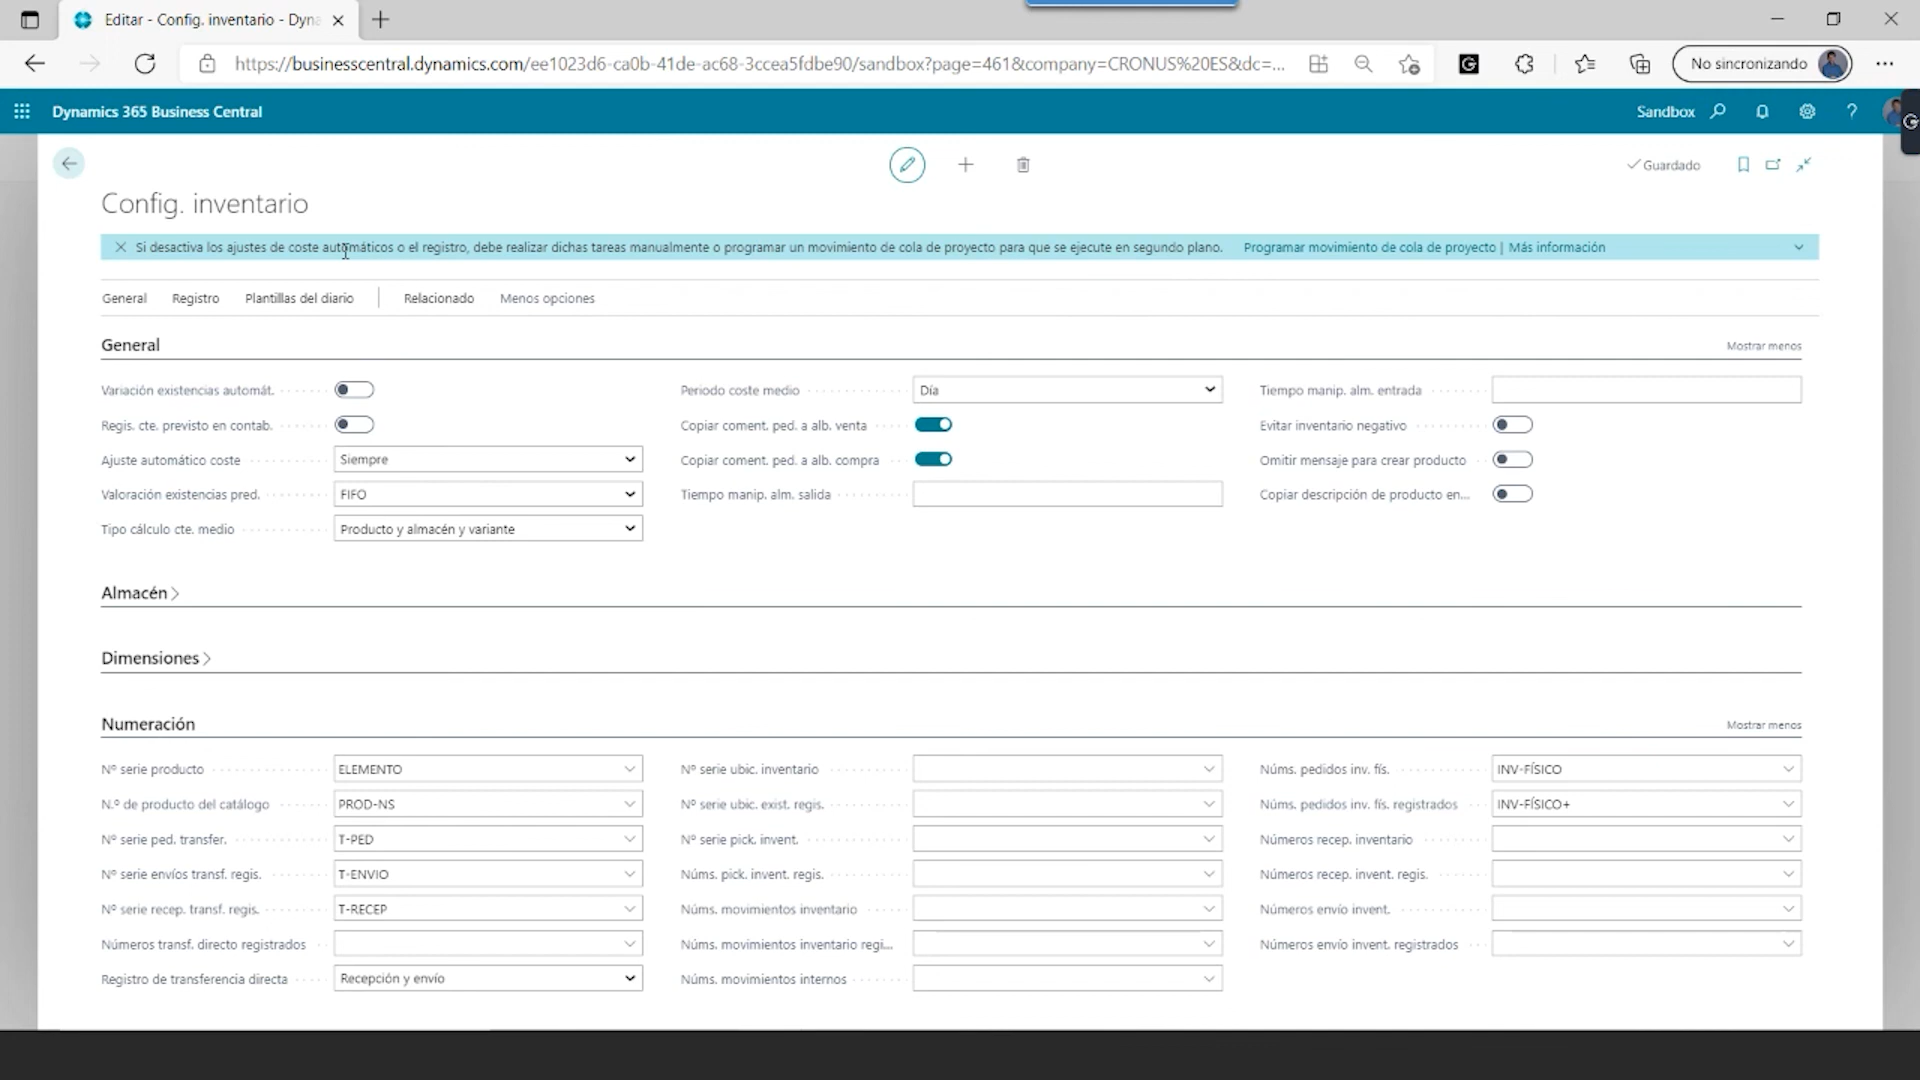 Editar - Config. inventario - Dyna
https://businesscentral.dynamics.com/ee1023d6-ca0b-41de-ac68-3ccea5fdbe90/sandbox?page=461&company=CRONUS%20ES&dc=...
No sincronizando
Dynamics 365 Business Central
Sandbox
Guardado
Config. inventario
Si desactiva los ajustes de coste automáticos o el registro, debe realizar dichas tareas manualmente o programar un movimiento de cola de proyecto para que se ejecute en segundo plano. Programar movimiento de cola de proyecto | Más información
General Registro Plantillas del diario | Relacionado Menos opciones
General
Mostrar menos
Variación existencias automát.
Regis. cte. previsto en contab.
Ajuste automático coste Siempre
Valoración existencias pred. FIFO
Tipo cálculo cte. medio Producto y almacén y variante
Periodo coste medio Día
Copiar coment. ped. a alb. venta
Copiar coment. ped. a alb. compra
Tiempo manip. alm. salida
Tiempo manip. alm. entrada
Evitar inventario negativo
Omitir mensaje para crear producto
Copiar descripción de producto en...
Almacén
Dimensiones
Numeración
Mostrar menos
Nº serie producto ELEMENTO
N.º de producto del catálogo PROD-NS
Nº serie ped. transfer. T-PED
Nº serie envíos transf. regis. T-ENVIO
Nº serie recep. transf. regis. T-RECEP
Números transf. directo registrados
Registro de transferencia directa Recepción y envío
Nº serie ubic. inventario
Nº serie ubic. exist. regis.
Nº serie pick. invent.
Núms. pick. invent. regis.
Núms. movimientos inventario
Núms. movimientos inventario regi...
Núms. movimientos internos
Núms. pedidos inv. fís. INV-FÍSICO
Núms. pedidos inv. fís. registrados INV-FÍSICO+
Números recep. inventario
Números recep. invent. regis.
Números envío invent.
Números envío invent. registrados